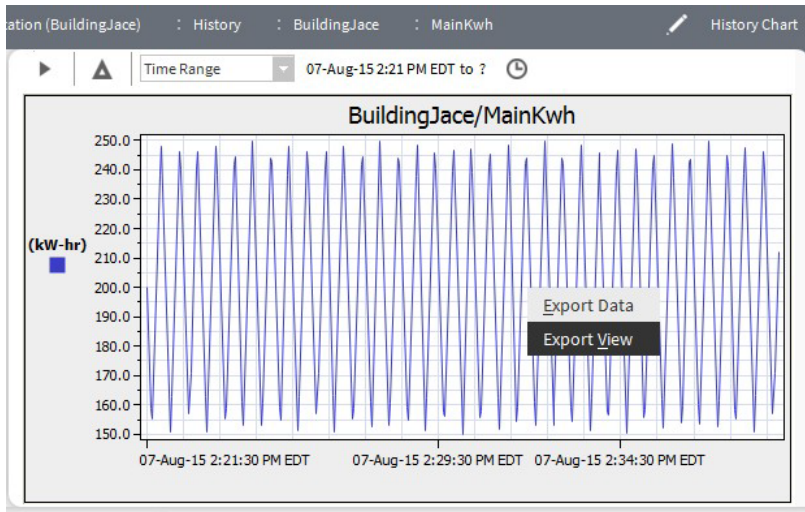 ation (BuildingJace) : History : BuildingJace : MainKwh History Chart
Time Range 07-Aug-15 2:21 PM EDT to ?
BuildingJace/MainKwh
250.0
240.0
230.0
220.0
(kW-hr)
210.0
200.0
190.0
180.0
170.0
160.0
150.0
Export Data
Export View
07-Aug-15 2:21:30 PM EDT 07-Aug-15 2:29:30 PM EDT 07-Aug-15 2:34:30 PM EDT